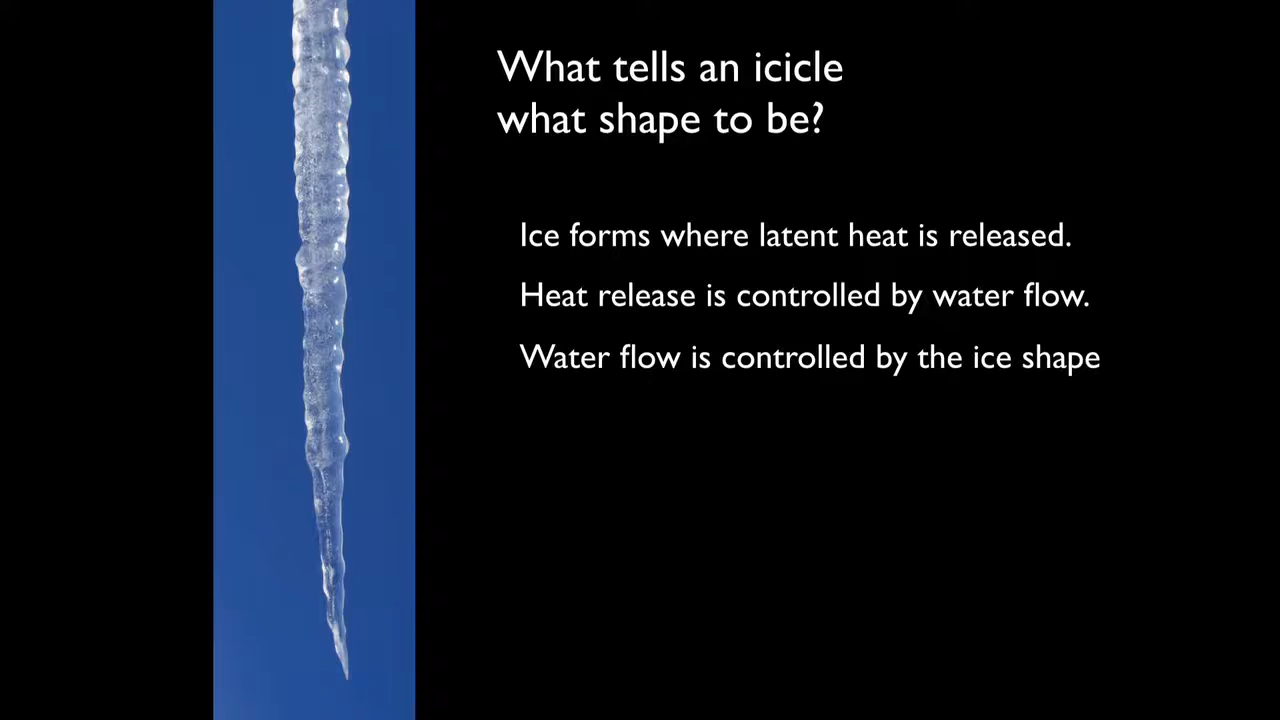 What tells an icicle
what shape to be?
Ice forms where latent heat is released.
Heat release is controlled by water flow.
Water flow is controlled by the ice shape